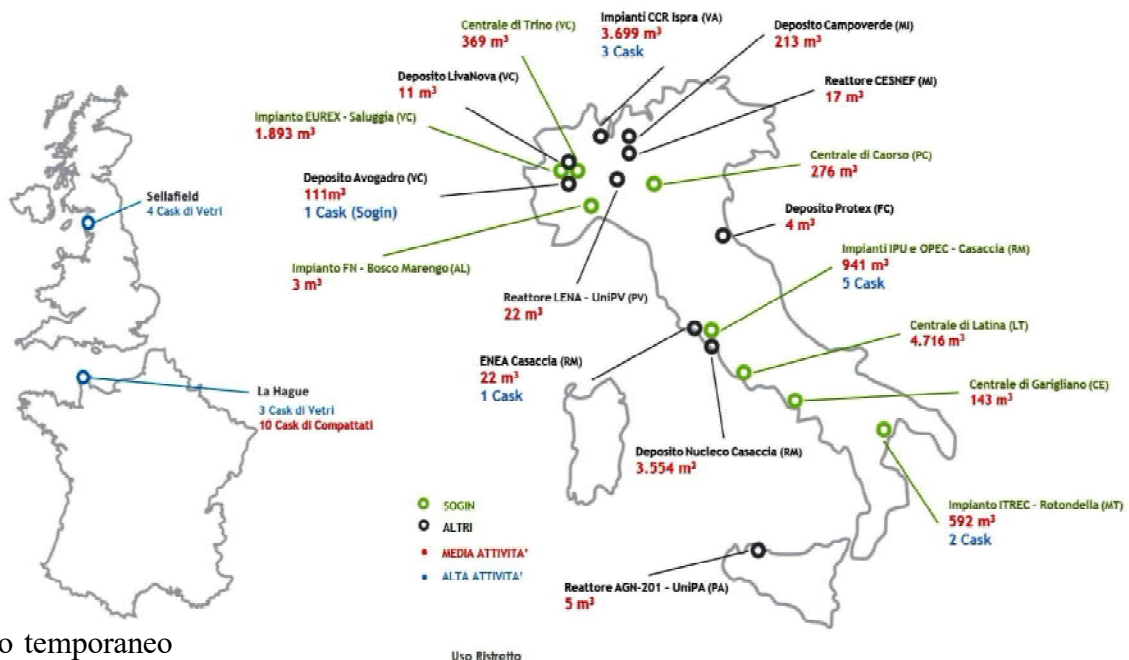 Centrale di Trino (VC)
369 m³
Impianti CCR Ispra (VA)
3.699 m³
3 Cask
Deposito Campoverde (MI)
213 m³
Deposito LivaNova (VC)
11 m³
Reattore CESNEF (MI)
17 m³
Impianto EUREX - Saluggia (VC)
1.893 m³
Centrale di Caorso (PC)
276 m³
Deposito Avogadro (VC)
111m³
1 Cask (Sogin)
Sellafield
4 Cask di Vetri
Deposito Protex (FC)
4 m³
Impianti IPU e OPEC - Casaccia (RM)
941 m³
5 Cask
Impianto FN - Bosco Marengo (AL)
3 m³
Reattore LENA - UniPV (PV)
22 m³
Centrale di Latina (LT)
4.716 m³
ENEA Casaccia (RM)
22 m³
1 Cask
Centrale di Garigliano (CE)
143 m³
La Hague
3 Cask di Vetri
10 Cask di Compattati
Deposito Nucleco Casaccia (RM)
3.554 m³
Impianto ITREC - Rotondella (MT)
592 m³
2 Cask
SOGIN
ALTRI
MEDIA ATTIVITA'
ALTA ATTIVITA'
Reattore AGN-201 - UniPA (PA)
5 m³
o temporaneo
Uso Ristretto